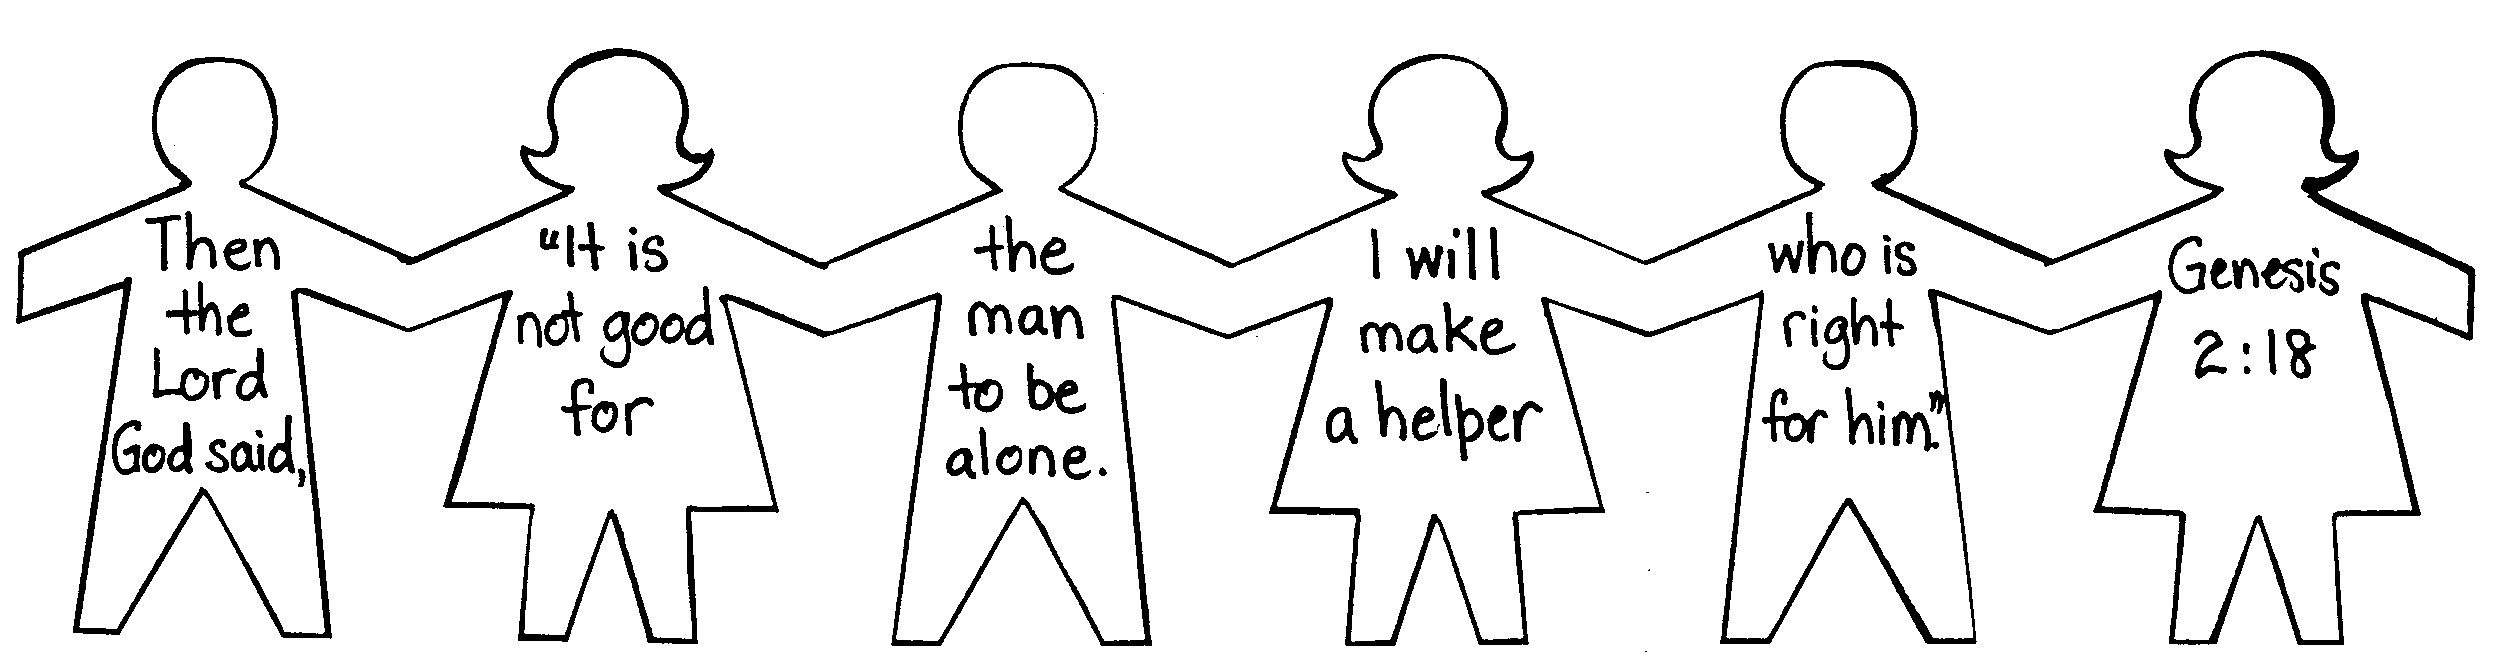 Then
the
Lord
God said,
"It is
not good
for
the
man
to be
alone.
I will
make
a helper
who is
right
for him."
Genesis
2:18